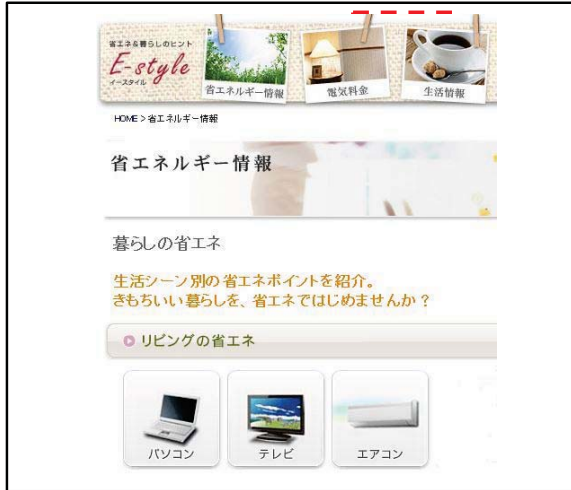 省エネ&暮らしのヒント
E-style
イースタイル
省エネルギー情報
電気料金
生活情報
HOME > 省エネルギー情報
省エネルギー情報
暮らしの省エネ
生活シーン別の省エネポイントを紹介。
きもちいい暮らしを、省エネではじめませんか？
リビングの省エネ
パソコン
テレビ
エアコン